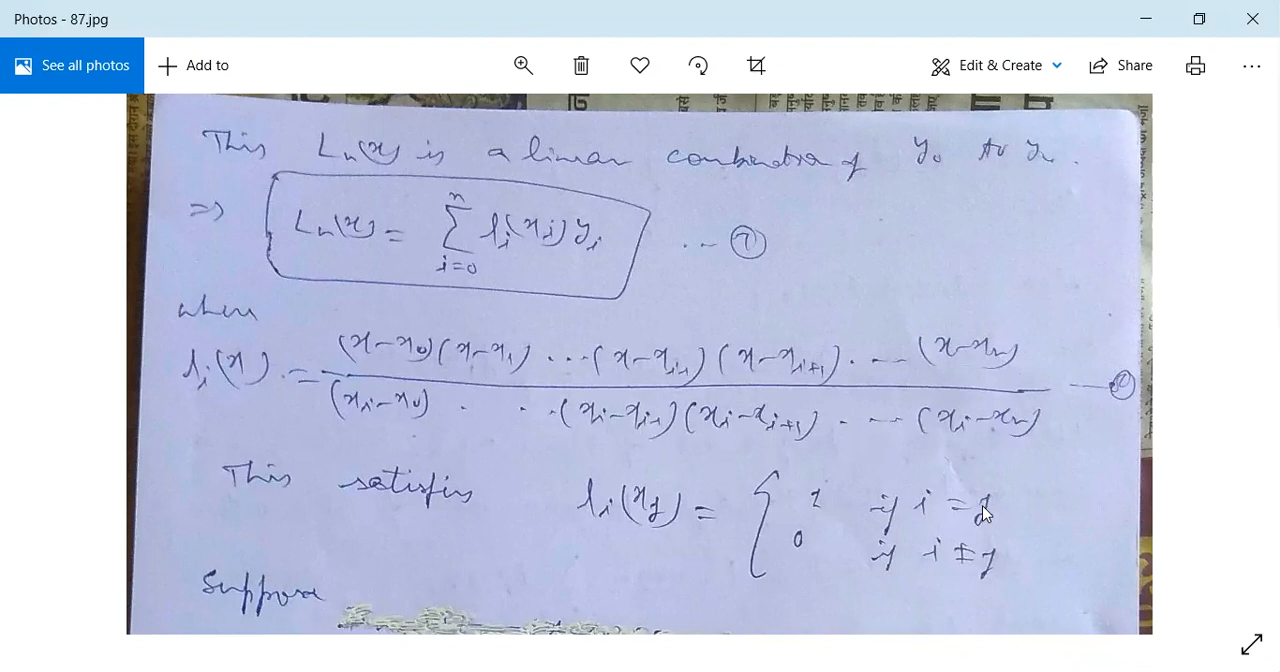 Photos - 87.jpg
See all photos
Add to
Edit & Create
Share
This Ln(x) is a linear combination of y0 to yn.
=> Ln(x) = n∑i=0 li(xi) yi ... 7
where
li(x) = (x-x0)(x-x1) ...(x-xi-1)(x-xi+1). ... (x-xn)
(xi-x0) . . .(xi-xi-1)(xi-xi+1) . ... (xi-xn)
This satisfies li(xj) = { 1 if i = j
0 if i ≠ j
Suppose